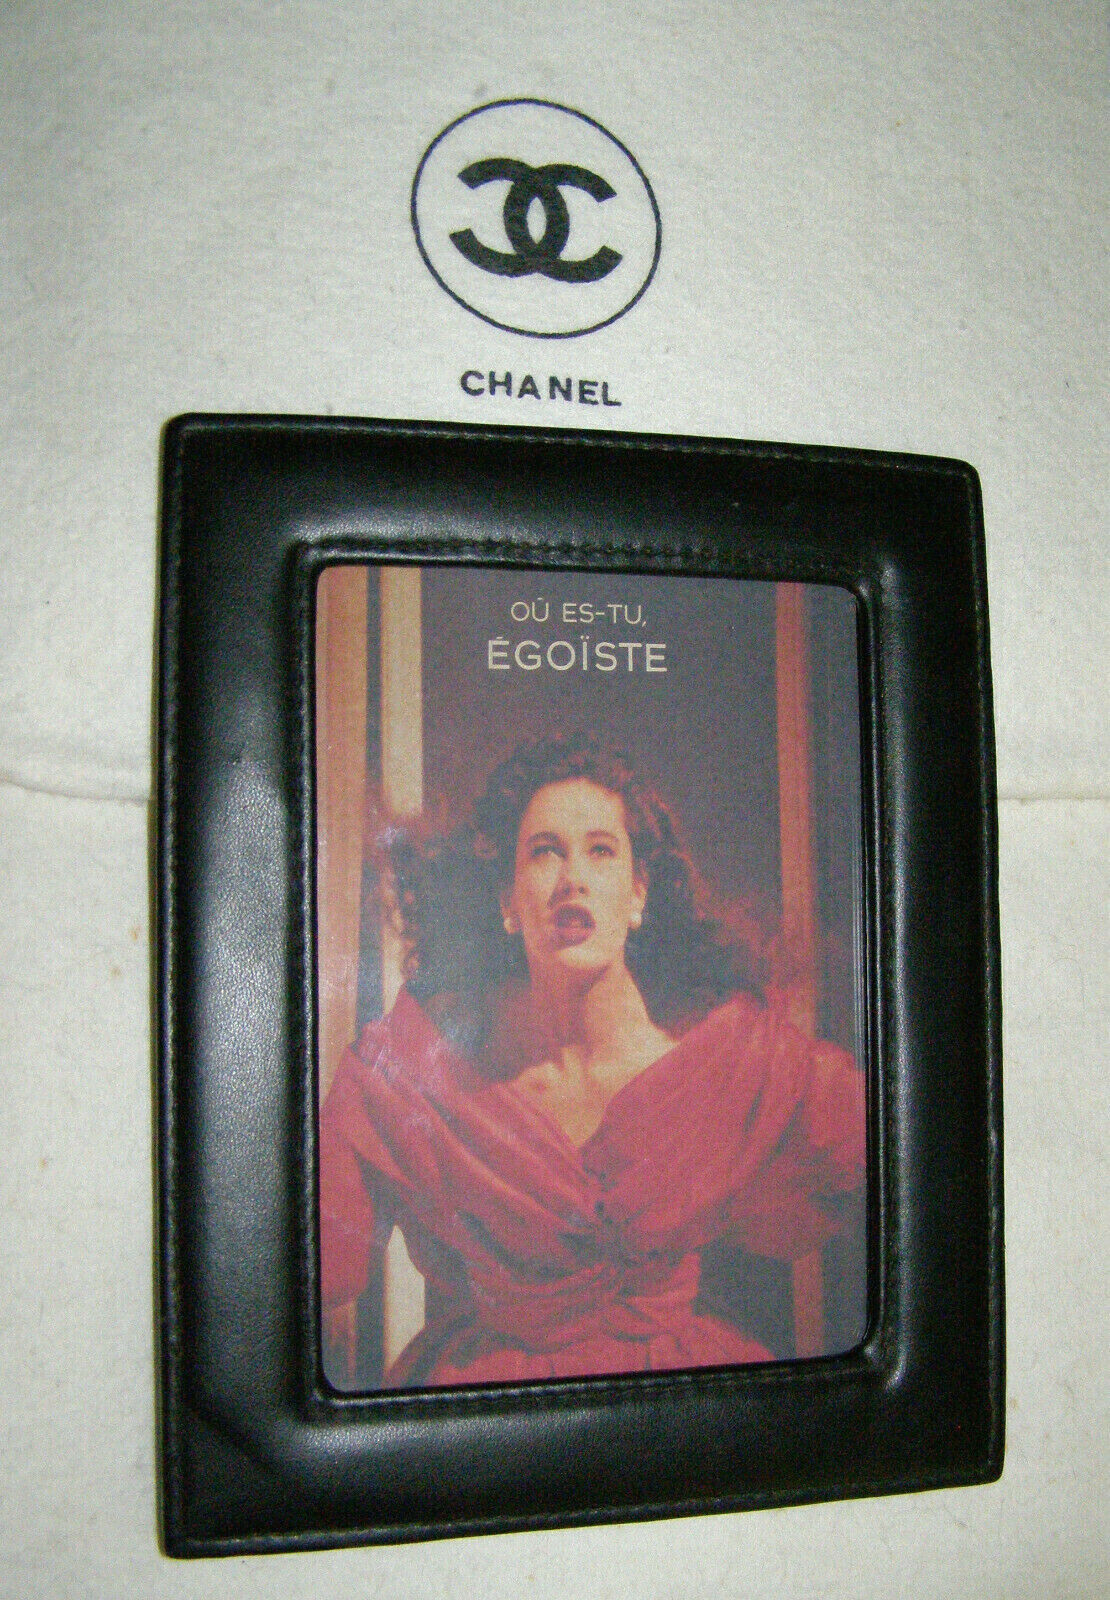 CHANEL
OÙ ES-TU,
ÉGOÏSTE